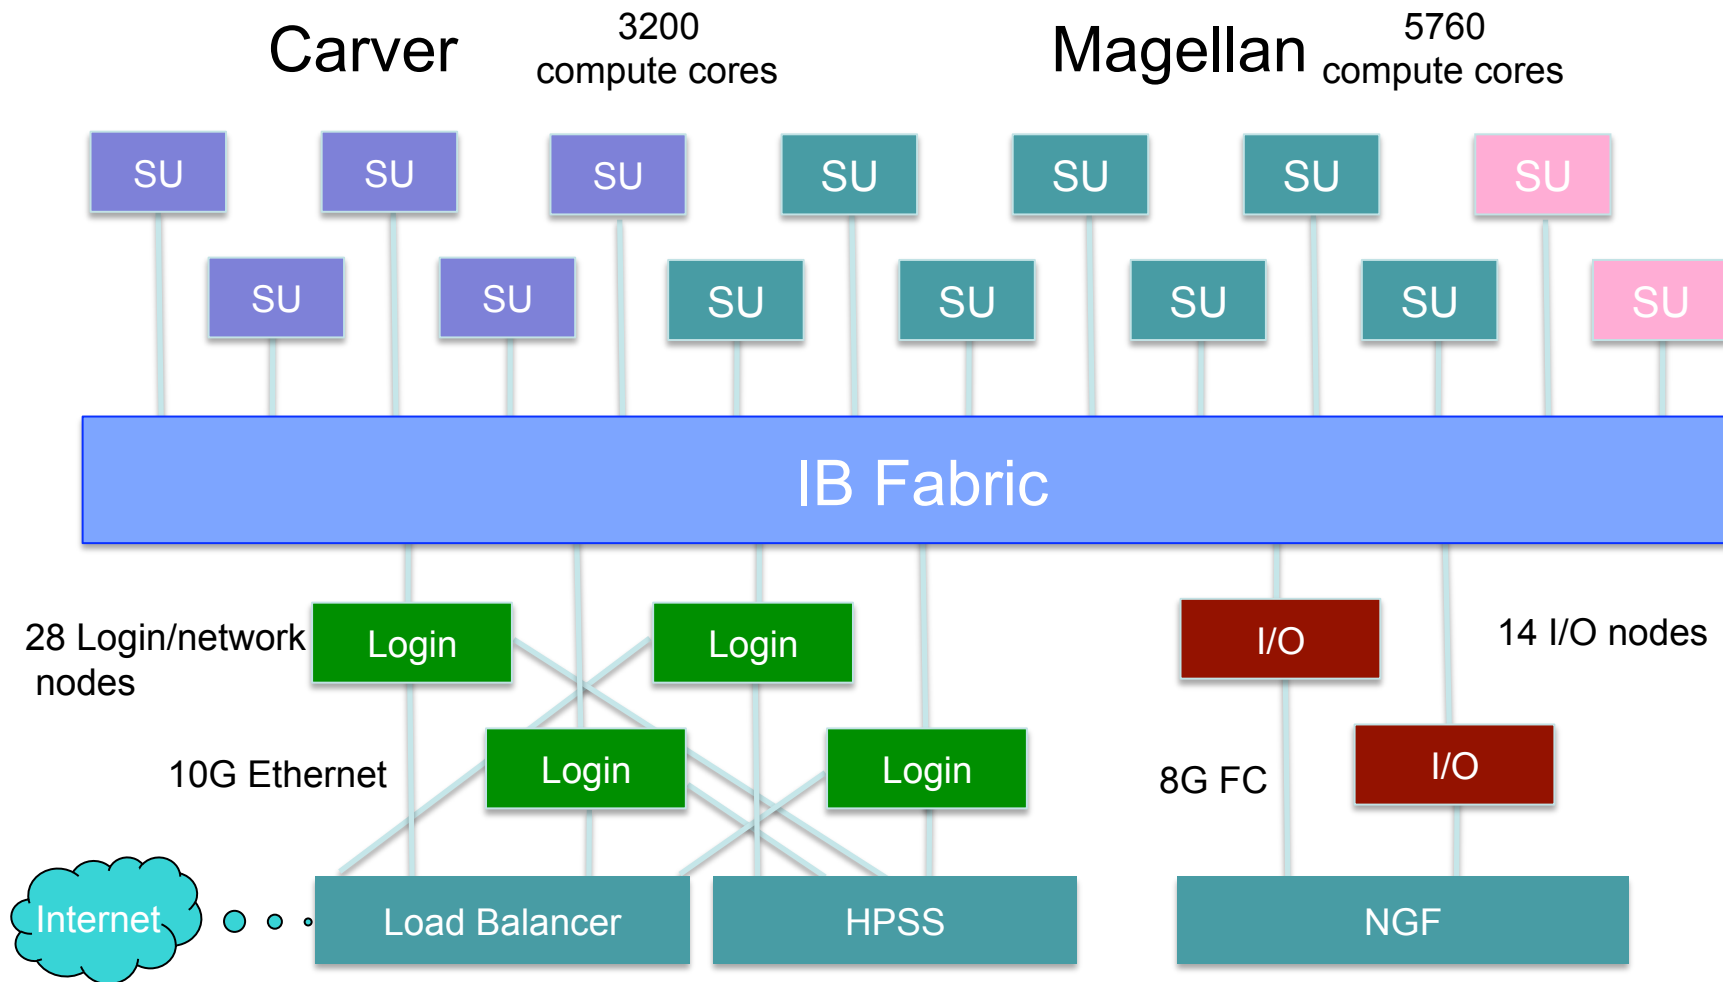 Carver
3200
compute cores
Magellan
5760
compute cores
SU
SU
SU
SU
SU
SU
SU
SU
SU
SU
SU
SU
SU
SU
IB Fabric
28 Login/network
nodes
Login
Login
I/O
14 I/O nodes
10G Ethernet
Login
Login
8G FC
I/O
Internet
Load Balancer
HPSS
NGF